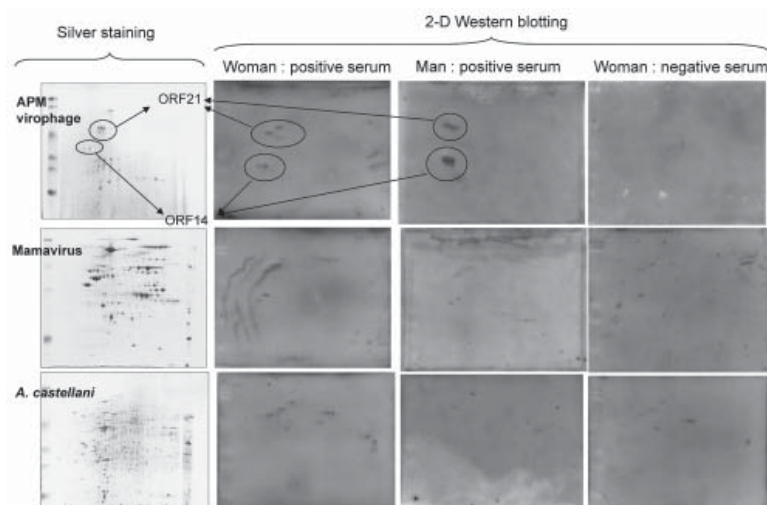 2-D Western blotting
Silver staining
Woman : positive serum
Man : positive serum
Woman : negative serum
APM
virophage
ORF21
ORF14
Mamavirus
A. castellani